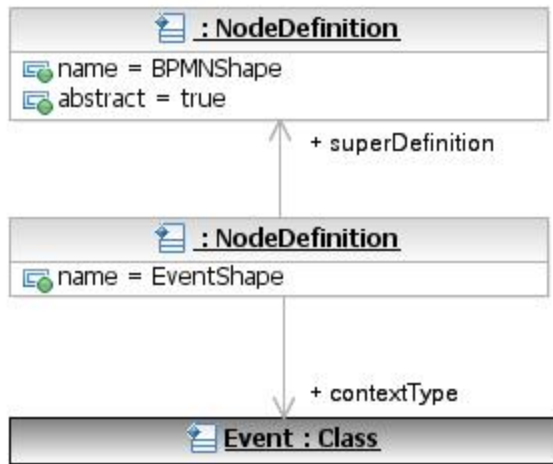 : NodeDefinition
name = BPMNShape
abstract = true
+ superDefinition
: NodeDefinition
name = EventShape
+ contextType
Event : Class